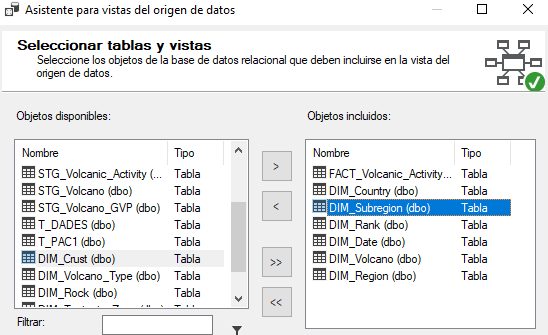 Asistente para vistas del origen de datos
Seleccionar tablas y vistas
Seleccione los objetos de la base de datos relacional que deben incluirse en la vista del
origen de datos.
Objetos disponibles:
Nombre Tipo
STG_Volcanic_Activity (... Tabla
STG_Volcano (dbo) Tabla
STG_Volcano_GVP (dbo) Tabla
T_DADES (dbo) Tabla
T_PAC1 (dbo) Tabla
DIM_Crust (dbo) Tabla
DIM_Volcano_Type (dbo) Tabla
DIM_Rock (dbo) Tabla
Filtrar:
>
<
>>
<<
Objetos incluidos:
Nombre Tipo
FACT_Volcanic_Activity... Tabla
DIM_Country (dbo) Tabla
DIM_Subregion (dbo) Tabla
DIM_Rank (dbo) Tabla
DIM_Date (dbo) Tabla
DIM_Volcano (dbo) Tabla
DIM_Region (dbo) Tabla